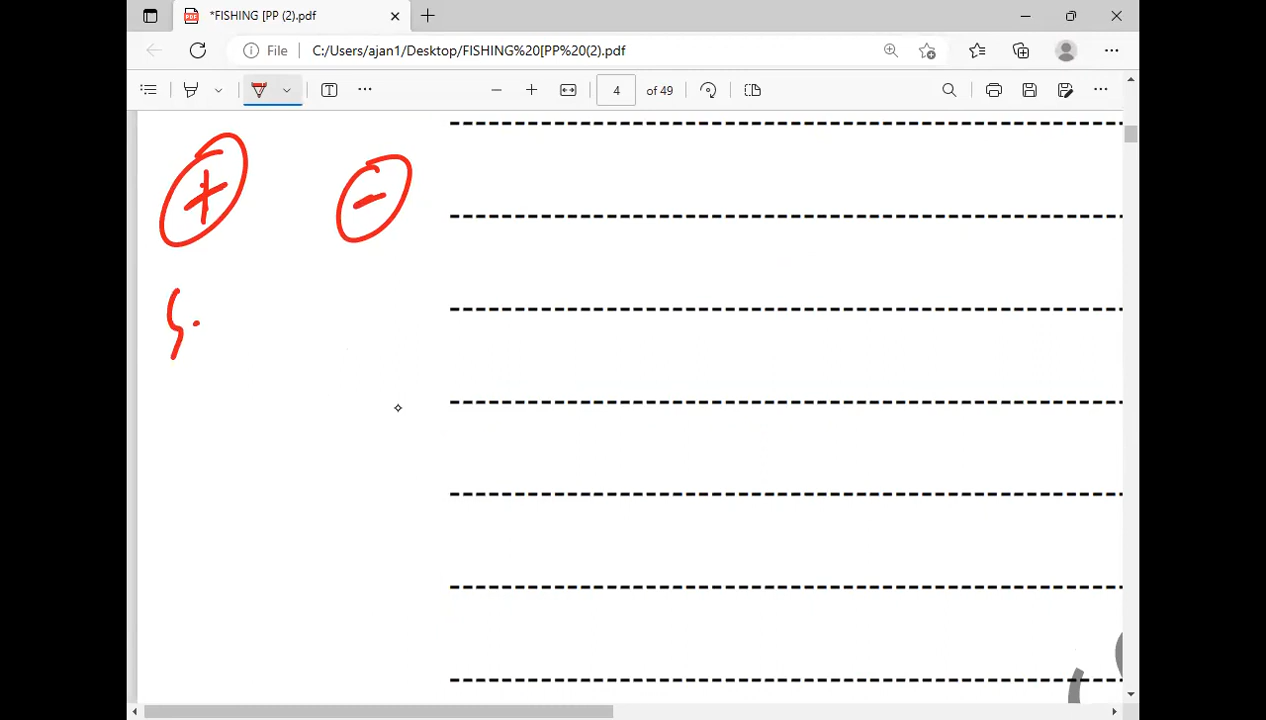 *FISHING [PP (2).pdf
File C:/Users/ajan1/Desktop/FISHING%20[PP%20(2).pdf
4 of 49
+ -